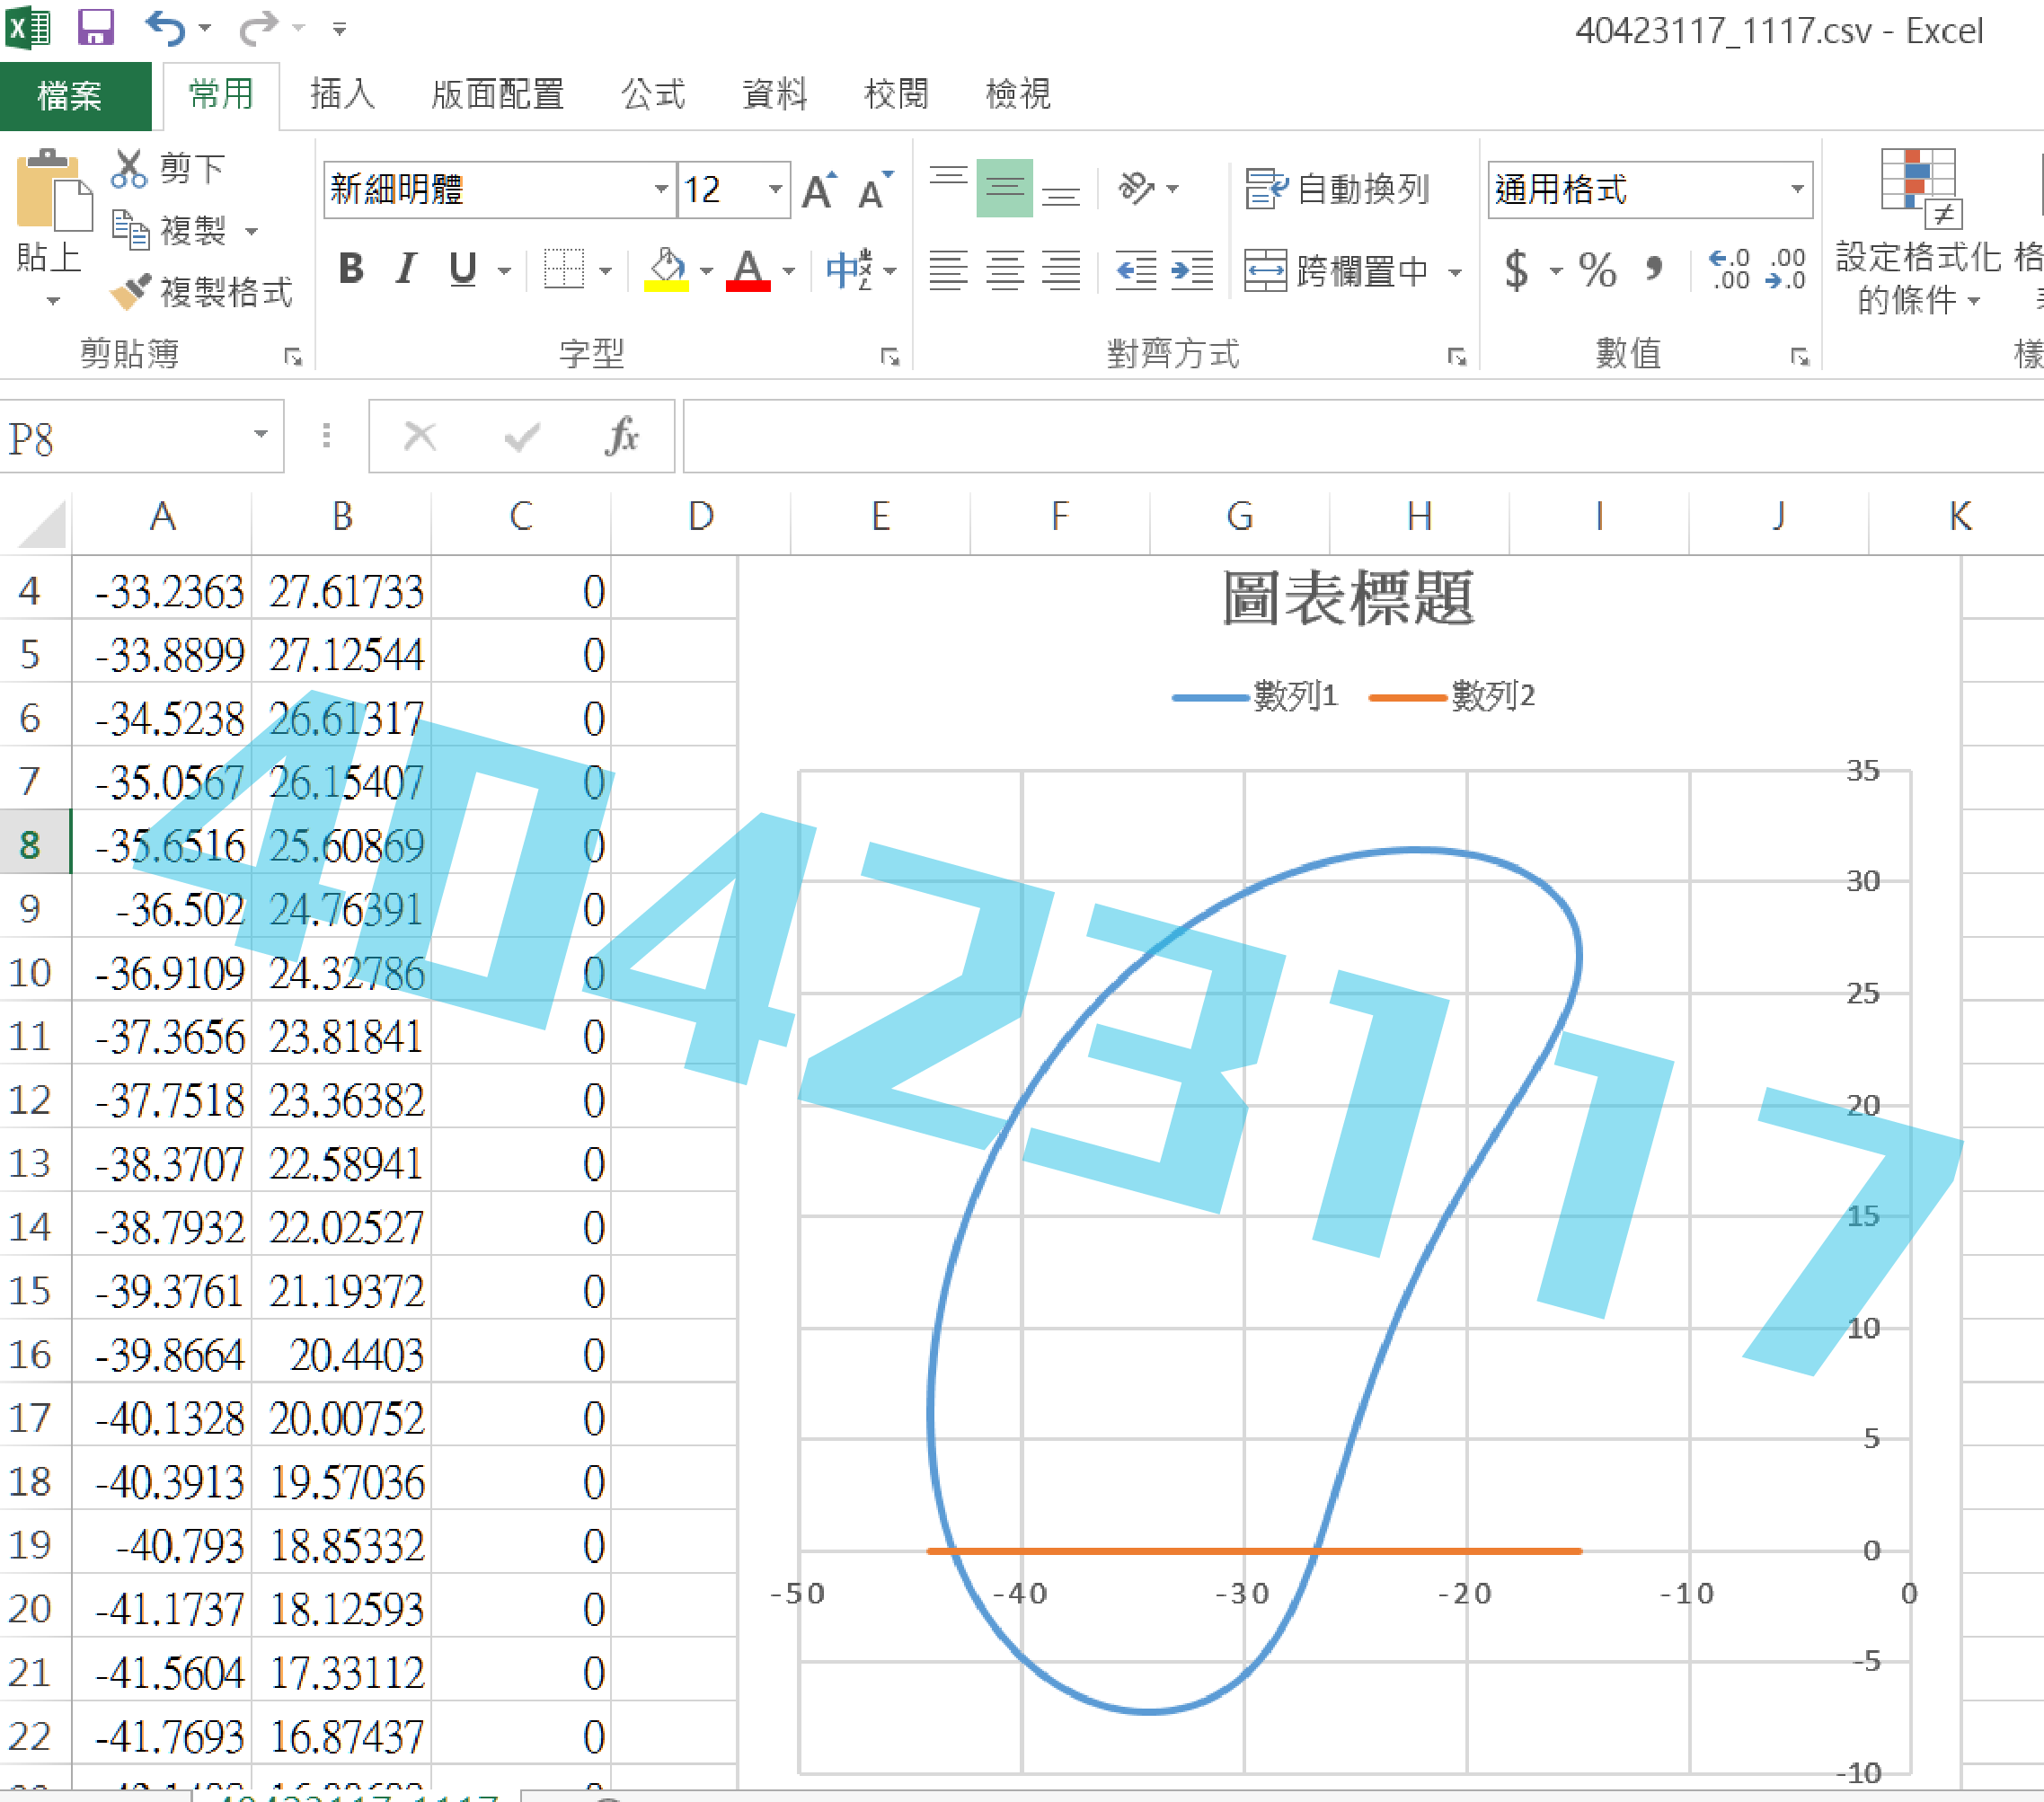 40423117_1117.csv - Excel
檔案 常用 插入 版面配置 公式 資料 校閱 檢視
貼上 剪下 複製 複製格式
剪貼簿
新細明體 12
B I U A 中
字型
自動換列
跨欄置中
對齊方式
通用格式
$ % , .0 .00 .00 .0
數值
設定格式化
的條件
P8 fx
A B C D E F G H I J K
4 -33.2363 27.61733 0
5 -33.8899 27.12544 0
6 -34.5238 26.61317 0
7 -35.0567 26.15407 0
8 -35.6516 25.60869 0
9 -36.502 24.76391 0
10 -36.9109 24.32786 0
11 -37.3656 23.81841 0
12 -37.7518 23.36382 0
13 -38.3707 22.58941 0
14 -38.7932 22.02527 0
15 -39.3761 21.19372 0
16 -39.8664 20.4403 0
17 -40.1328 20.00752 0
18 -40.3913 19.57036 0
19 -40.793 18.85332 0
20 -41.1737 18.12593 0
21 -41.5604 17.33112 0
22 -41.7693 16.87437 0
圖表標題
數列1 數列2
35
30
25
20
15
10
5
0
-50 -40 -30 -20 -10 0
-5
-10
40423117